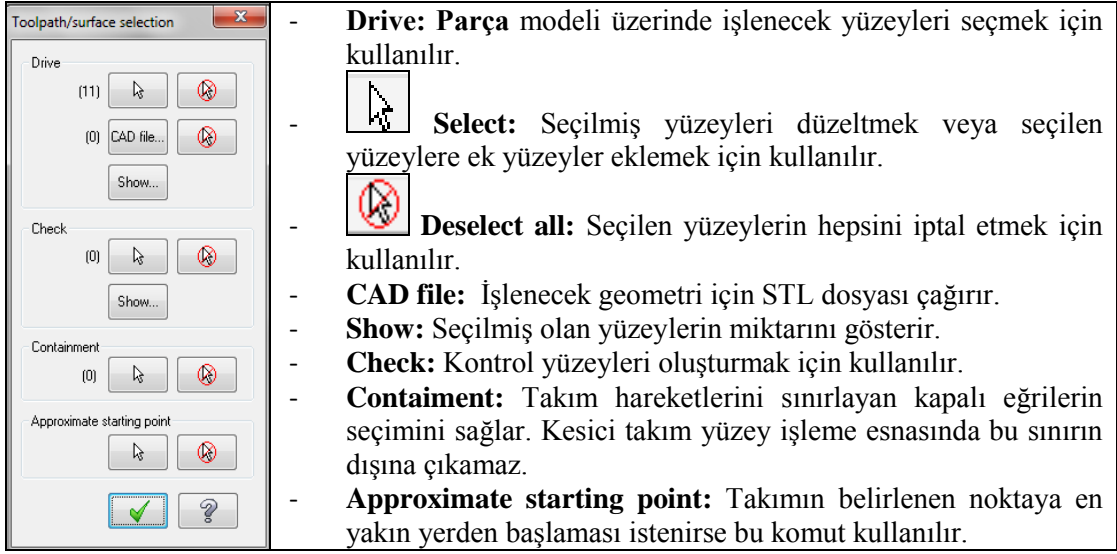 Toolpath/surface selection
Drive
(11)
(0) CAD file...
Show...
Check
(0)
Show...
Containment
(0)
Approximate starting point
- Drive: Parça modeli üzerinde işlenecek yüzeyleri seçmek için
kullanılır.
- Select: Seçilmiş yüzeyleri düzeltmek veya seçilen
yüzeylere ek yüzeyler eklemek için kullanılır.
- Deselect all: Seçilen yüzeylerin hepsini iptal etmek için
kullanılır.
- CAD file: İşlenecek geometri için STL dosyası çağırır.
- Show: Seçilmiş olan yüzeylerin miktarını gösterir.
- Check: Kontrol yüzeyleri oluşturmak için kullanılır.
- Contaiment: Takım hareketlerini sınırlayan kapalı eğrilerin
seçimini sağlar. Kesici takım yüzey işleme esnasında bu sınırın
dışına çıkamaz.
- Approximate starting point: Takımın belirlenen noktaya en
yakın yerden başlaması istenirse bu komut kullanılır.